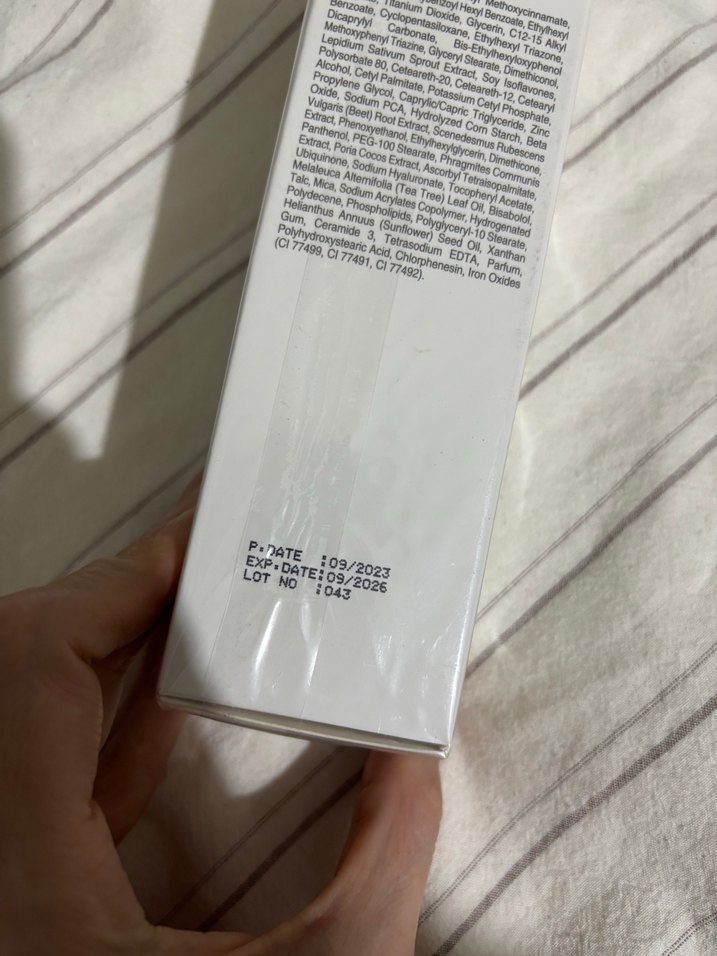 Methoxycinnamate,
Hexyl Benzoate, Ethylhexyl
Titanium Dioxide, Glycerin, C12-15 Alkyl
Benzoate, Cyclopentasiloxane, Ethylhexyl Triazone,
Dicaprylyl Carbonate, Bis-Ethylhexyloxyphenol
Methoxyphenyl Triazine, Glyceryl Stearate, Dimethiconol,
Lepidium Sativum Sprout Extract, Soy Isoflavones,
Polysorbate 80, Ceteareth-20, Ceteareth-12, Cetearyl
Alcohol, Cetyl Palmitate, Potassium Cetyl Phosphate,
Propylene Glycol, Caprylic/Capric Triglyceride, Zinc
Oxide, Sodium PCA, Hydrolyzed Corn Starch, Beta
Vulgaris (Beet) Root Extract, Scenedesmus Rubescens
Extract, Phenoxyethanol, Ethylhexylglycerin, Dimethicone,
Panthenol, PEG-100 Stearate, Phragmites Communis
Extract, Poria Cocos Extract, Ascorbyl Tetraisopalmitate,
Ubiquinone, Sodium Hyaluronate, Tocopheryl Acetate,
Melaleuca Alternifolia (Tea Tree) Leaf Oil, Bisabolol,
Talc, Mica, Sodium Acrylates Copolymer, Hydrogenated
Polydecene, Phospholipids, Polyglyceryl-10 Stearate,
Helianthus Annuus (Sunflower) Seed Oil, Xanthan
Gum, Ceramide 3, Tetrasodium EDTA, Parfum,
Polyhydroxystearic Acid, Chlorphenesin, Iron Oxides
(CI 77499, CI 77491, CI 77492).
P.DATE :09/2023
EXP.DATE:09/2026
LOT NO :043